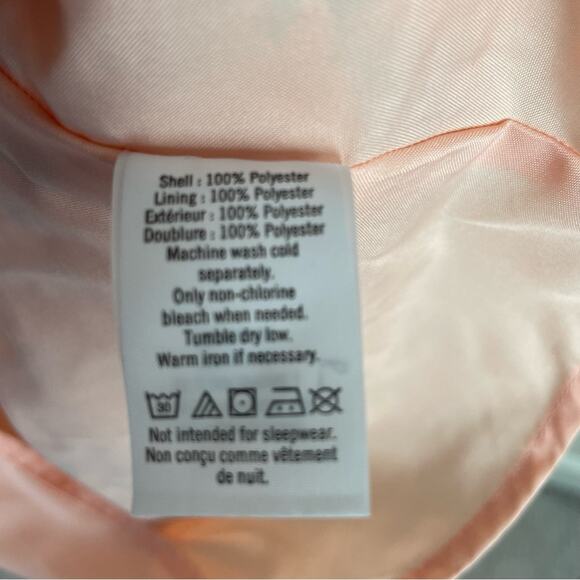 Shell : 100% Polyester
Lining : 100% Polyester
Extérieur : 100% Polyester
Doublure : 100% Polyester
Machine wash cold
separately.
Only non-chlorine
bleach when needed.
Tumble dry low.
Warm iron if necessary.
30
Not intended for sleepwear.
Non conçu comme vêtement
de nuit.